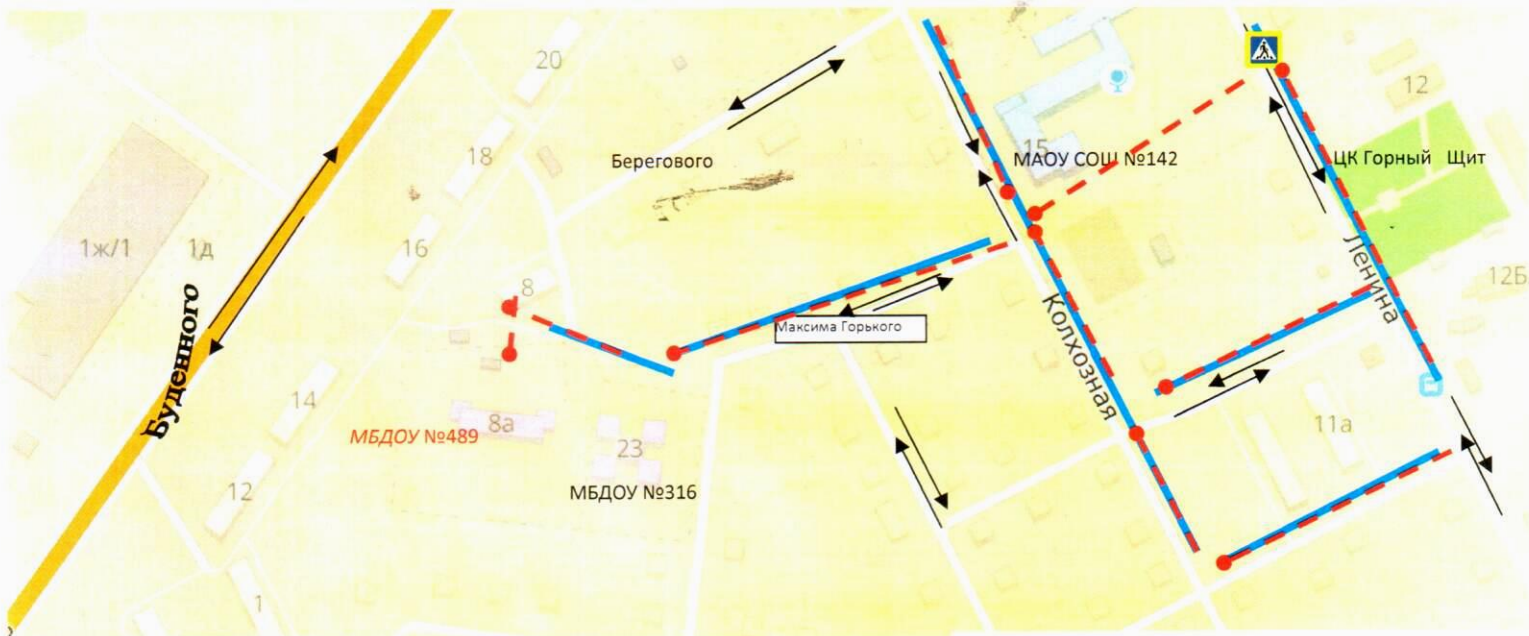 20
12
18
Берегового
15
МАОУ СОШ №142
ЦК Горный Щит
1ж/1
1д
16
Ленина
12Б
8
Буденного
Максима Горького
Колхозная
14
8а
МБДОУ №489
23
11а
12
МБДОУ №316
1